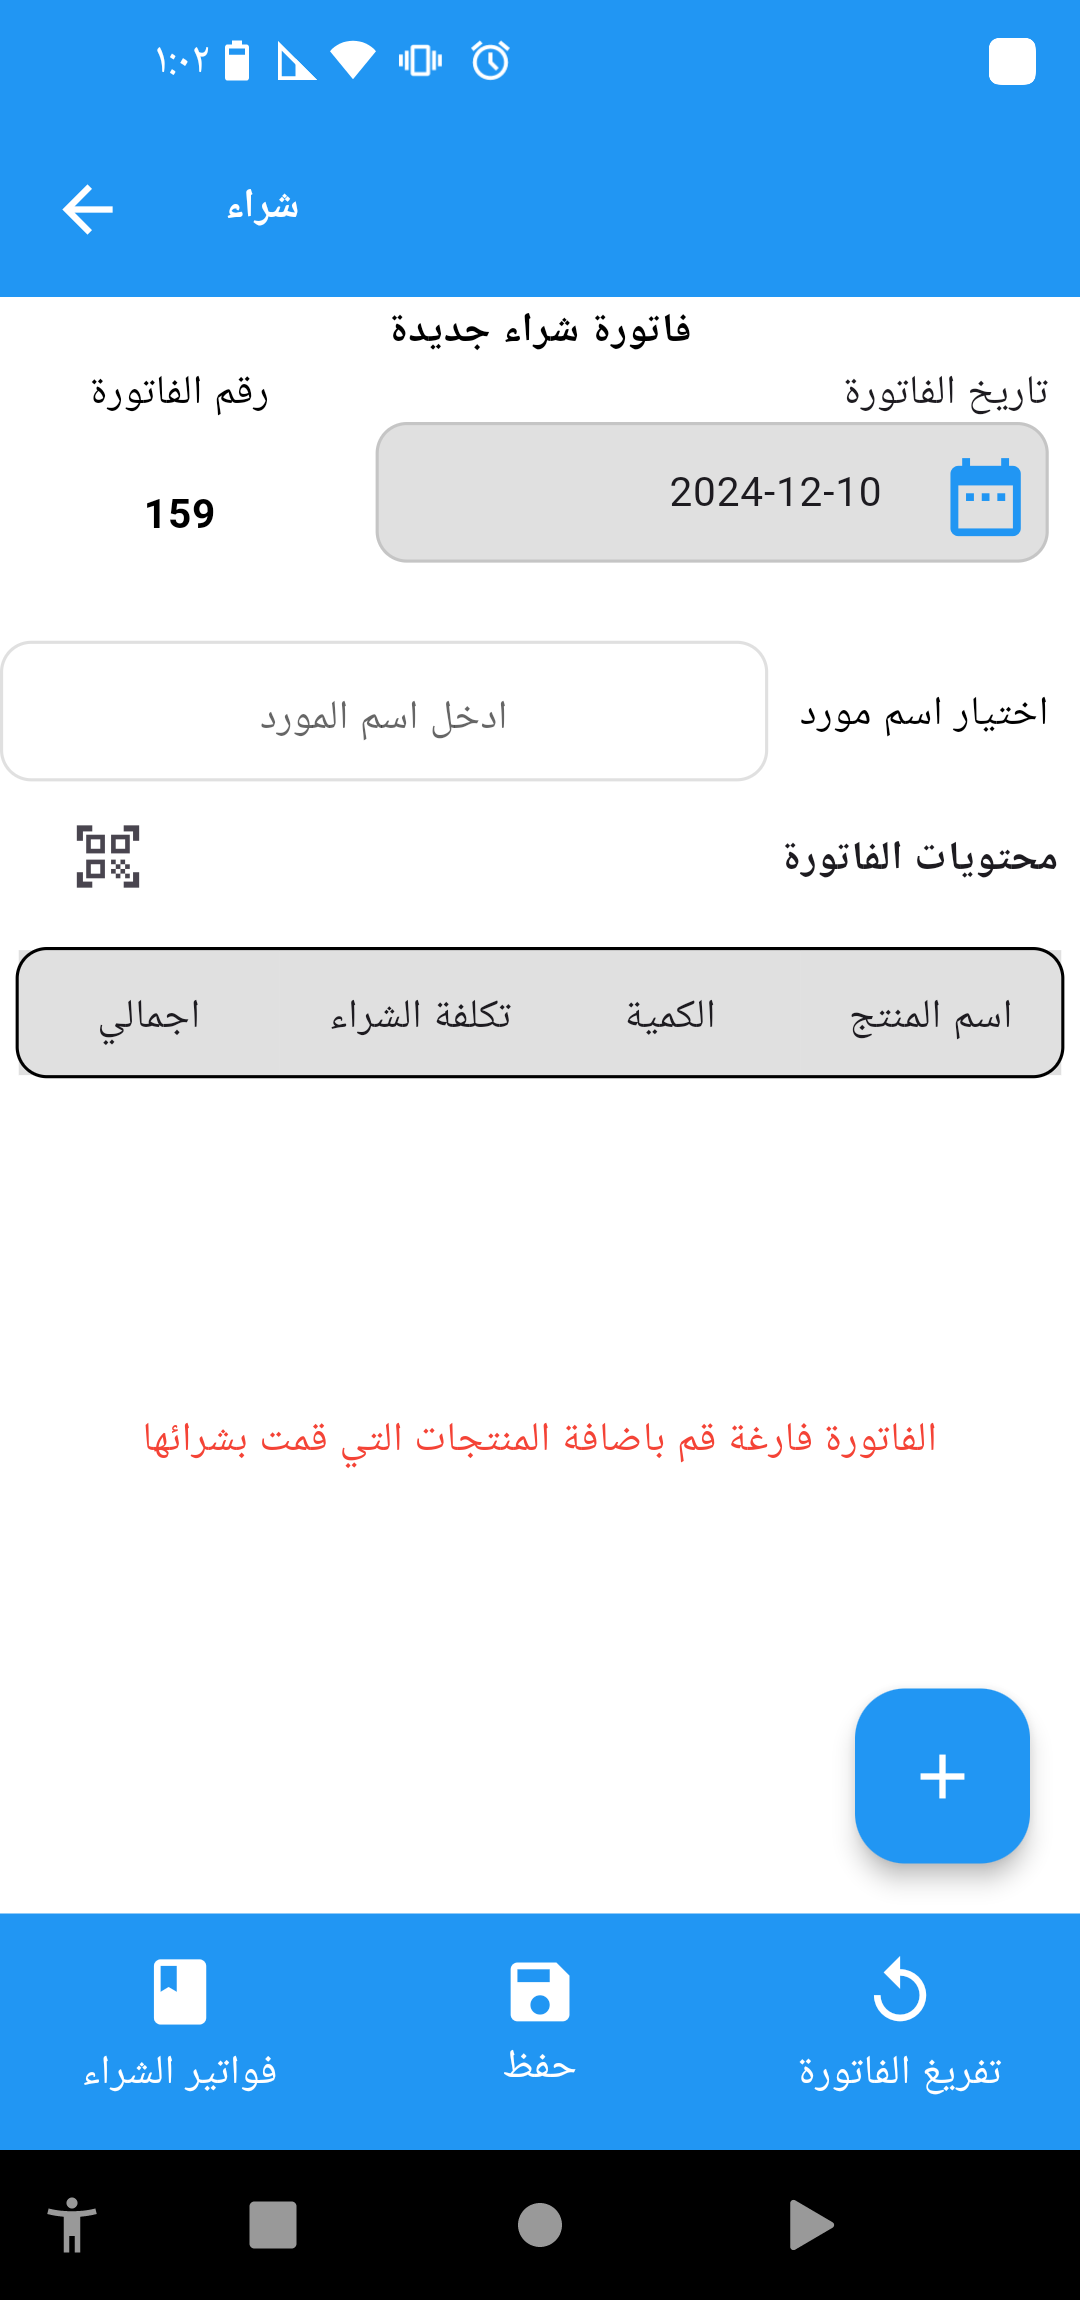 ١:٠٢
شراء
فاتورة شراء جديدة
تاريخ الفاتورة
رقم الفاتورة
2024-12-10
159
اختيار اسم مورد
ادخل اسم المورد
محتويات الفاتورة
اسم المنتج الكمية تكلفة الشراء اجمالي
الفاتورة فارغة قم باضافة المنتجات التي قمت بشرائها
تفريغ الفاتورة
حفظ
فواتير الشراء